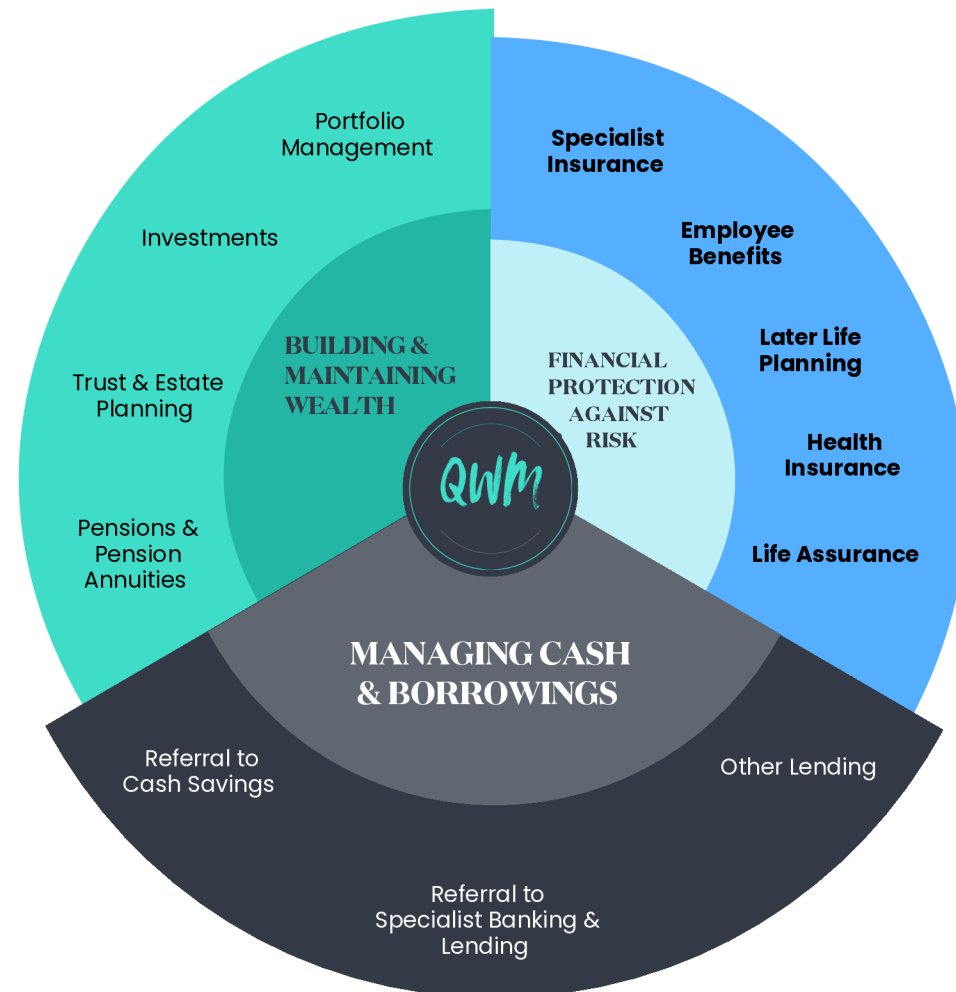 Portfolio
Management
Investments
Trust & Estate
Planning
Pensions &
Pension
Annuities
BUILDING &
MAINTAINING
WEALTH
Specialist
Insurance
Employee
Benefits
Later Life
Planning
Health
Insurance
Life Assurance
FINANCIAL
PROTECTION
AGAINST
RISK
QWM
MANAGING CASH
& BORROWINGS
Referral to
Cash Savings
Referral to
Specialist Banking &
Lending
Other Lending